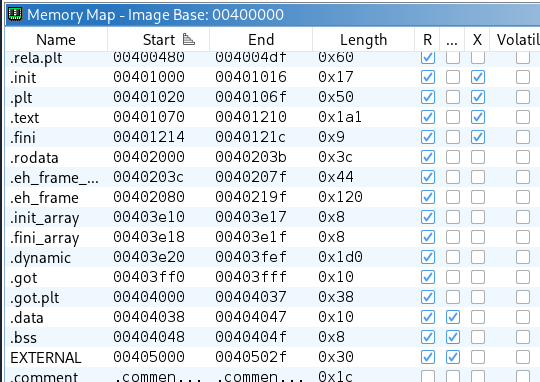 Memory Map - Image Base: 00400000
Name Start End Length R ... X Volatil
.rela.plt 00400480 004004df 0x60
.init 00401000 00401016 0x17
.plt 00401020 0040106f 0x50
.text 00401070 00401210 0x1a1
.fini 00401214 0040121c 0x9
.rodata 00402000 0040203b 0x3c
.eh_frame_... 0040203c 0040207f 0x44
.eh_frame 00402080 0040219f 0x120
.init_array 00403e10 00403e17 0x8
.fini_array 00403e18 00403e1f 0x8
.dynamic 00403e20 00403fef 0x1d0
.got 00403ff0 00403fff 0x10
.got.plt 00404000 00404037 0x38
.data 00404038 00404047 0x10
.bss 00404048 0040404f 0x8
EXTERNAL 00405000 0040502f 0x30
.comment .commen... .commen... 0x1c